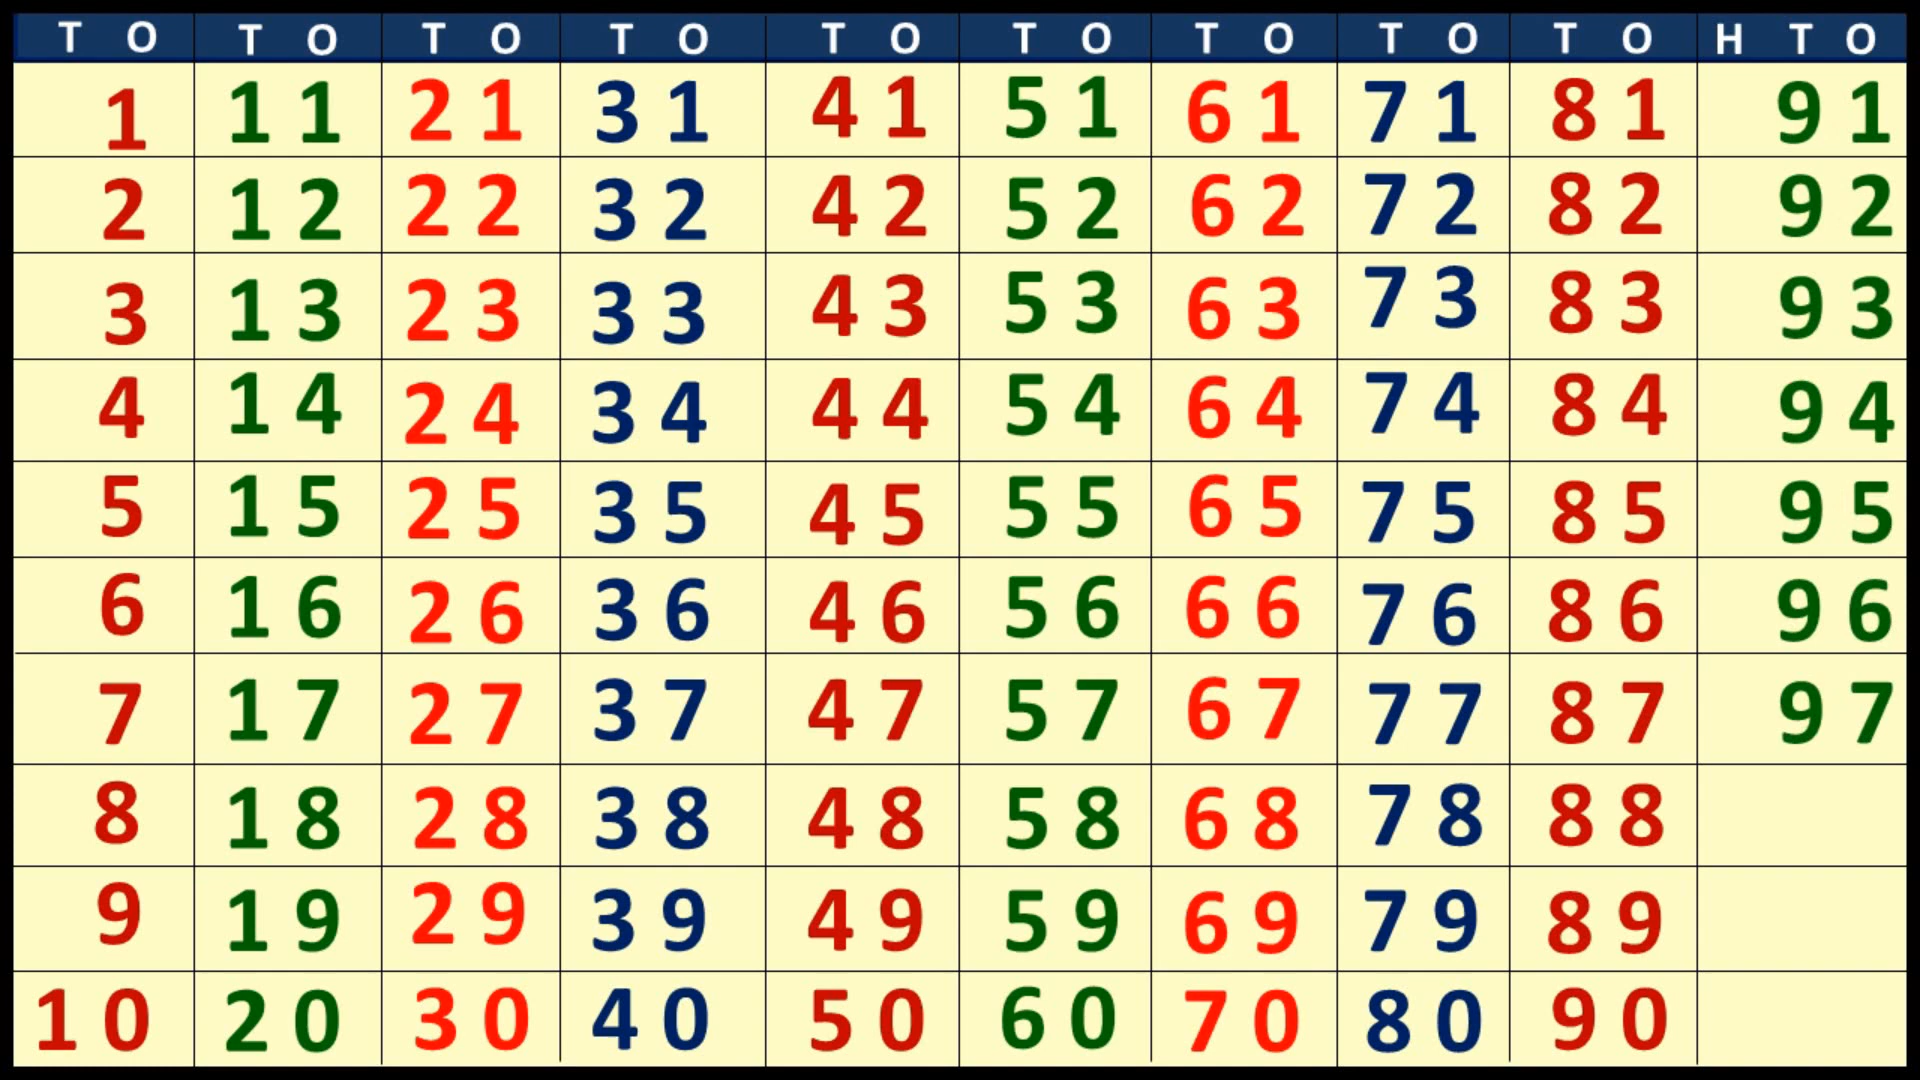 T O T O T O T O T O T O T O T O T O H T O
1 11 21 31 41 51 61 71 81 91
2 12 22 32 42 52 62 72 82 92
3 13 23 33 43 53 63 73 83 93
4 14 24 34 44 54 64 74 84 94
5 15 25 35 45 55 65 75 85 95
6 16 26 36 46 56 66 76 86 96
7 17 27 37 47 57 67 77 87 97
8 18 28 38 48 58 68 78 88
9 19 29 39 49 59 69 79 89
10 20 30 40 50 60 70 80 90